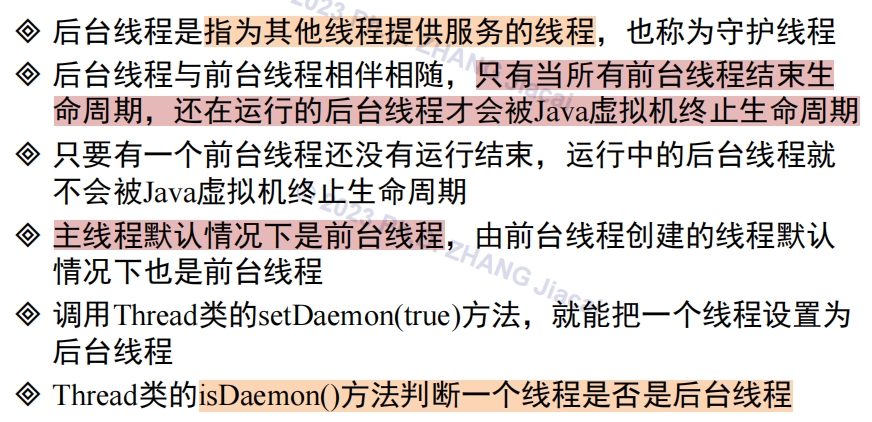 后台线程是指为其他线程提供服务的线程，也称为守护线程
后台线程与前台线程相伴相随，只有当所有前台线程结束生
命周期，还在运行的后台线程才会被Java虚拟机终止生命周期
只要有一个前台线程还没有运行结束，运行中的后台线程就
不会被Java虚拟机终止生命周期
主线程默认情况下是前台线程，由前台线程创建的线程默认
情况下也是前台线程
调用Thread类的setDaemon(true)方法，就能把一个线程设置为
后台线程
Thread类的isDaemon()方法判断一个线程是否是后台线程
2023
ZHANG Jiacai
2023
ZHANG Jiacai